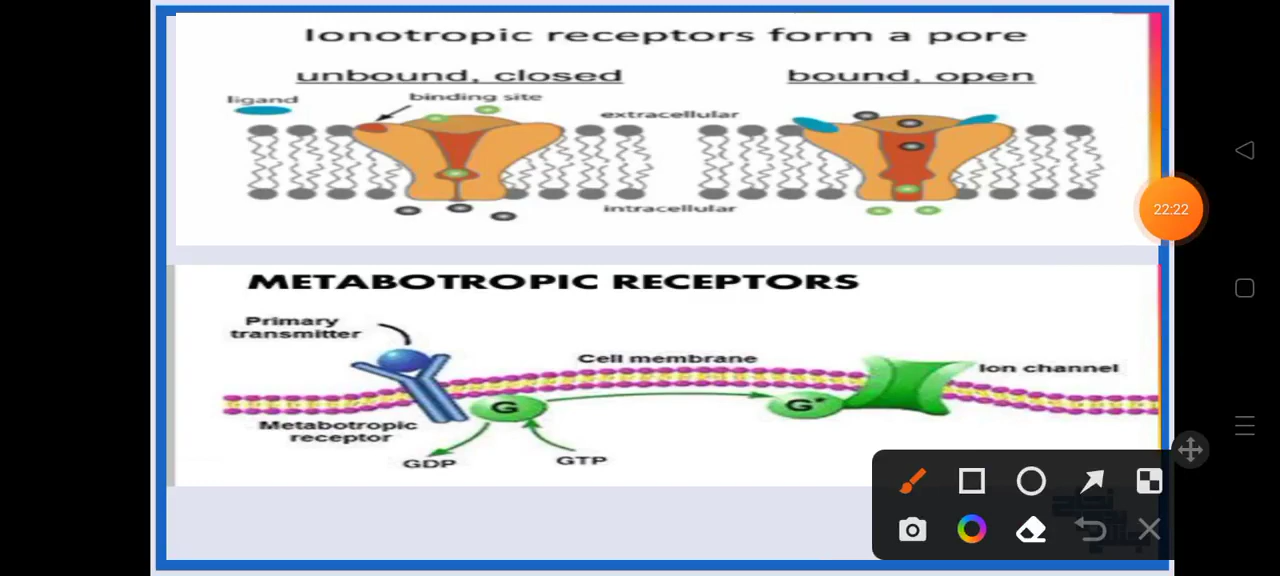 Ionotropic receptors form a pore
unbound, closed
bound, open
ligand
binding site
extracellular
intracellular
METABOTROPIC RECEPTORS
Primary
transmitter
Cell membrane
Ion channel
G
G*
Metabotropic
receptor
GDP
GTP
22:22